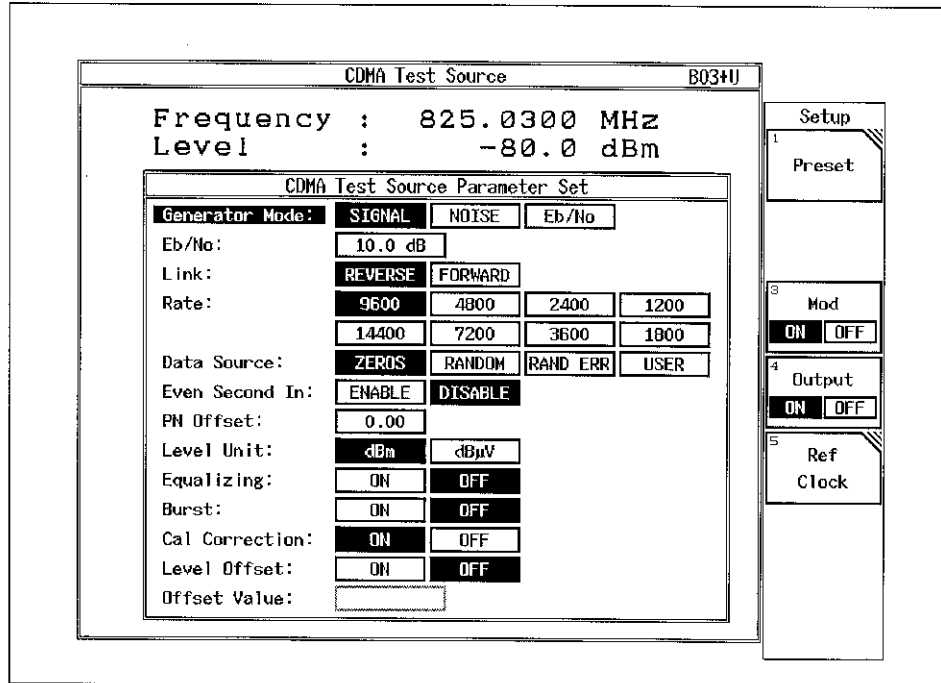 CDMA Test Source B03+U
Frequency : 825.0300 MHz
Level : -80.0 dBm
CDMA Test Source Parameter Set
Generator Mode: SIGNAL NOISE Eb/No
Eb/No: 10.0 dB
Link: REVERSE FORWARD
Rate: 9600 4800 2400 1200
14400 7200 3600 1800
Data Source: ZEROS RANDOM RAND ERR USER
Even Second In: ENABLE DISABLE
PN Offset: 0.00
Level Unit: dBm dBμV
Equalizing: ON OFF
Burst: ON OFF
Cal Correction: ON OFF
Level Offset: ON OFF
Offset Value:
Setup
1
Preset
3
Mod
ON OFF
4
Output
ON OFF
5
Ref
Clock